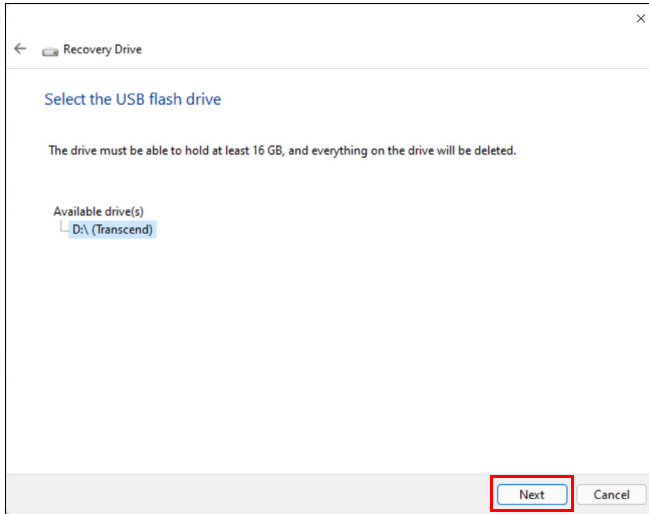 Recovery Drive
Select the USB flash drive
The drive must be able to hold at least 16 GB, and everything on the drive will be deleted.
Available drive(s)
D:\ (Transcend)
Next Cancel